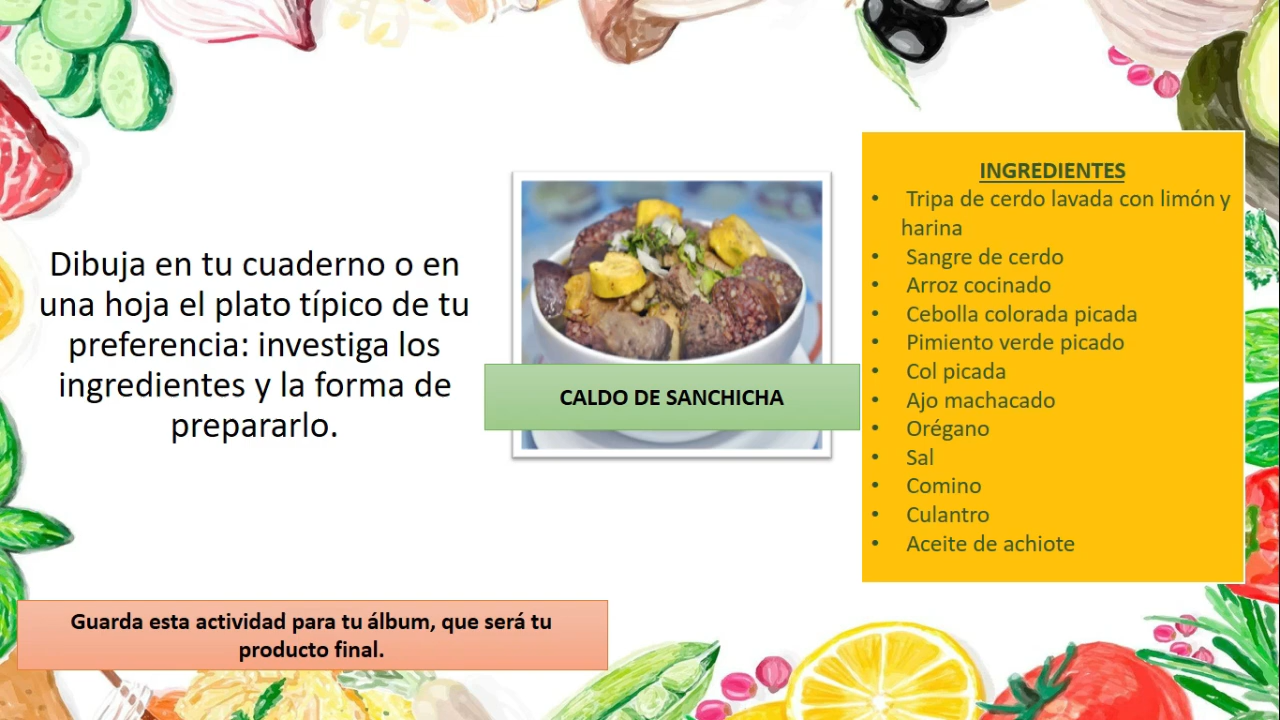 Dibuja en tu cuaderno o en
una hoja el plato típico de tu
preferencia: investiga los
ingredientes y la forma de
prepararlo.
CALDO DE SANCHICHA
INGREDIENTES
• Tripa de cerdo lavada con limón y
harina
• Sangre de cerdo
• Arroz cocinado
• Cebolla colorada picada
• Pimiento verde picado
• Col picada
• Ajo machacado
• Orégano
• Sal
• Comino
• Culantro
• Aceite de achiote
Guarda esta actividad para tu álbum, que será tu
producto final.